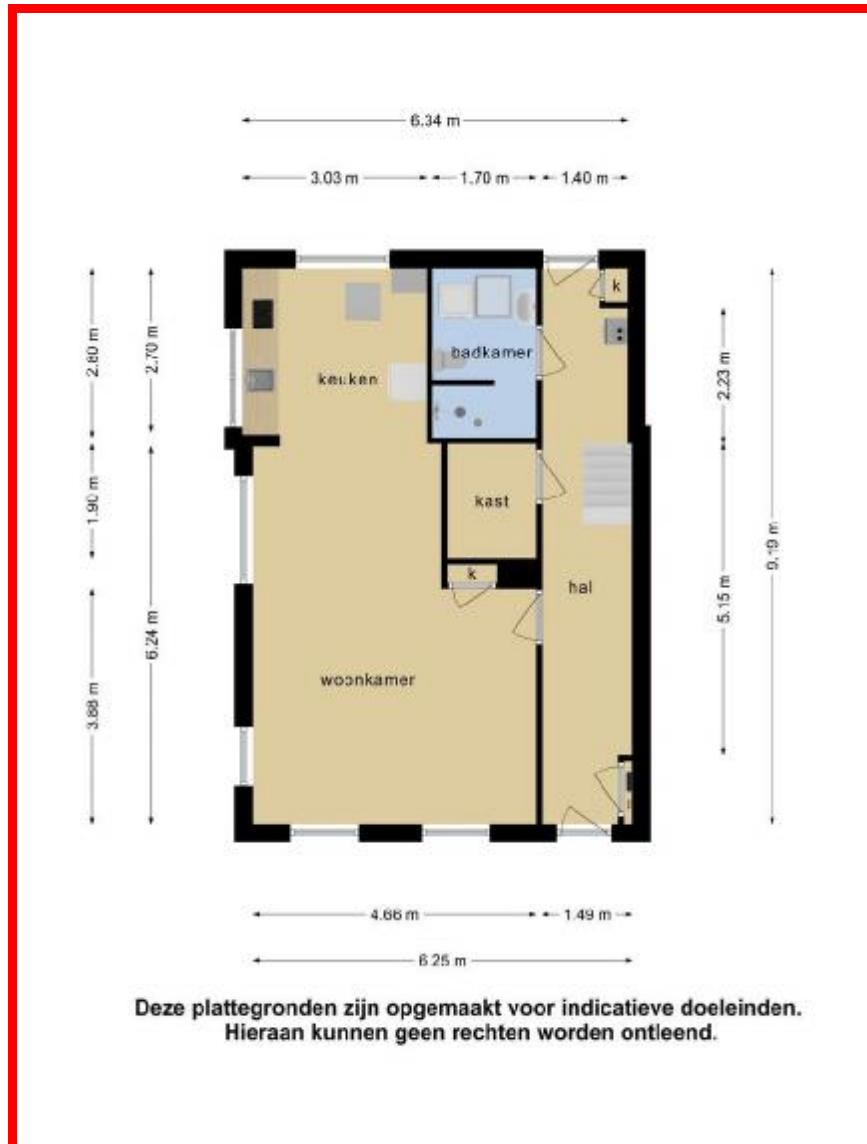 6.34 m
3.03 m
1.70 m
1.40 m
k
2.80 m
2.70 m
badkamer
keuken
2.23 m
1.90 m
kast
9.19 m
k
hal
5.15 m
6.24 m
woonkamer
3.88 m
4.66 m
1.49 m
6.25 m
Deze plattegronden zijn opgemaakt voor indicatieve doeleinden.
Hieraan kunnen geen rechten worden ontleend.